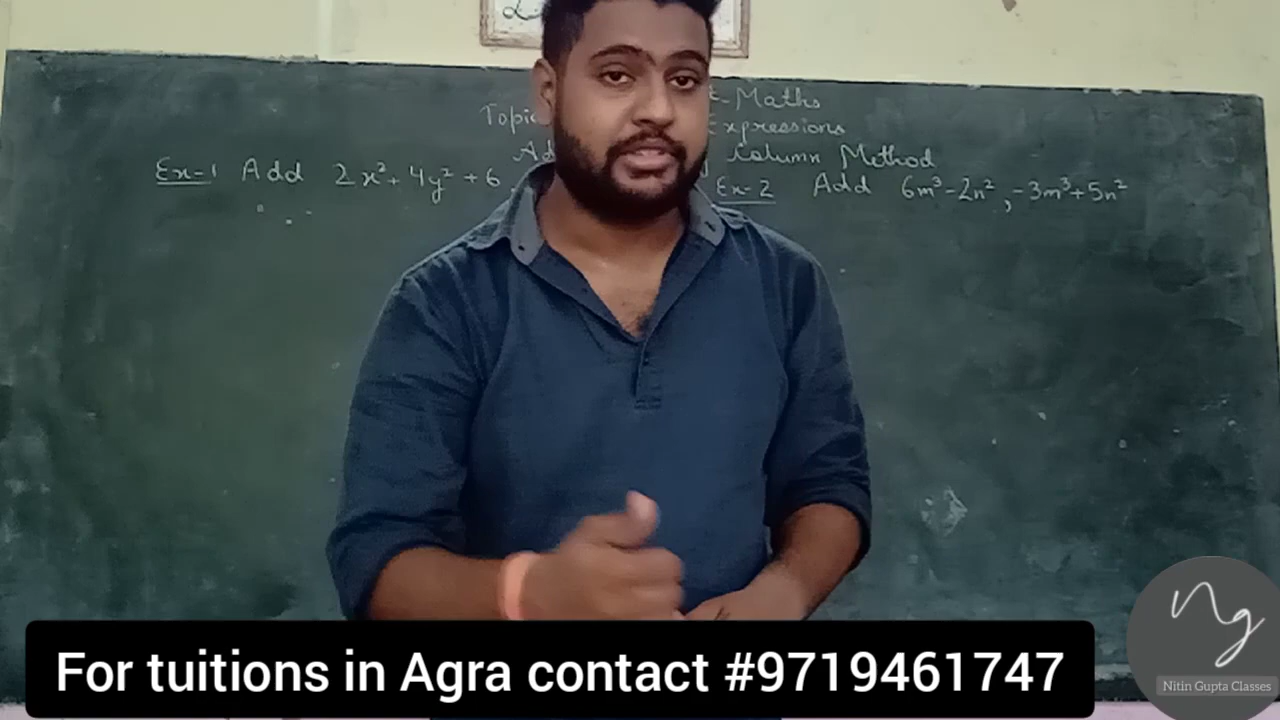 Maths
Topic Expressions
Column Method
Ex-1 Add 2x² + 4y² + 6
Ex-2 Add 6m³ - 2n², -3m³ + 5n²
For tuitions in Agra contact #9719461747
Ng
Nitin Gupta Classes